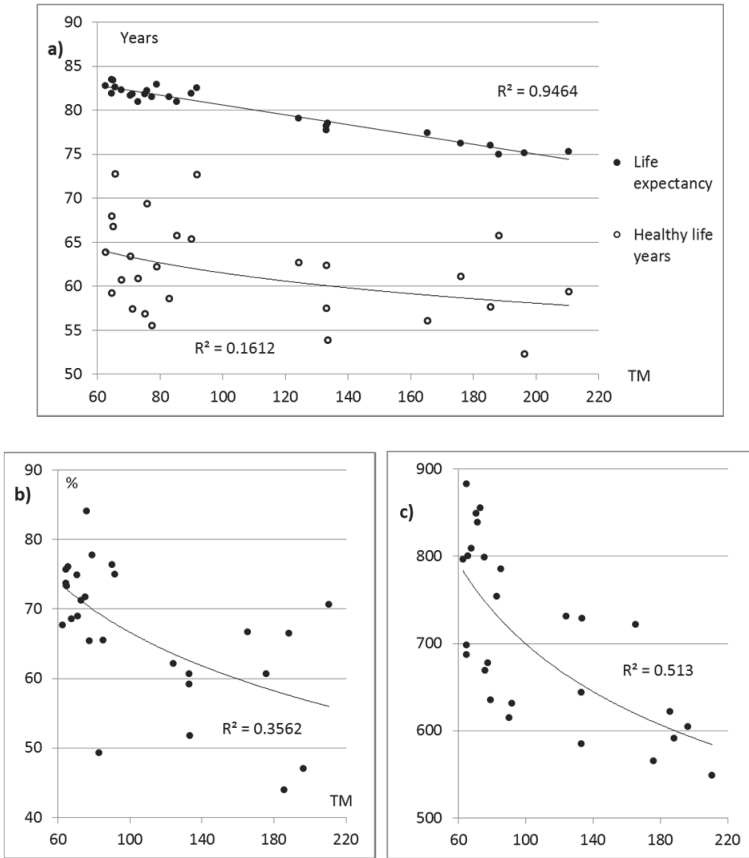 a)
Years
90
85
80
75
70
65
60
55
50
R² = 0.9464
R² = 0.1612
Life
expectancy
Healthy life
years
TM
60 80 100 120 140 160 180 200 220
b)
%
90
80
70
60
50
40
R² = 0.3562
TM
60 100 140 180 220
c)
900
800
700
600
500
R² = 0.513
60 100 140 180 220